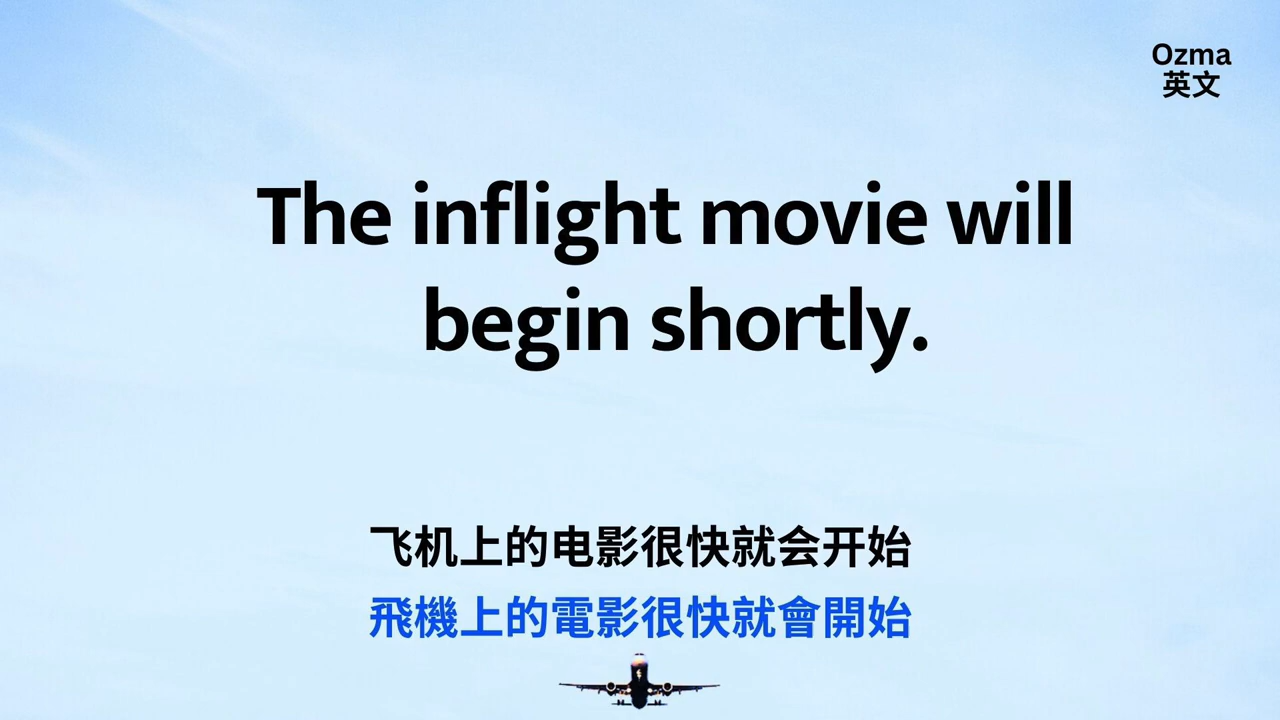 Ozma
英文
The inflight movie will
begin shortly.
飞机上的电影很快就会开始
飛機上的電影很快就會開始